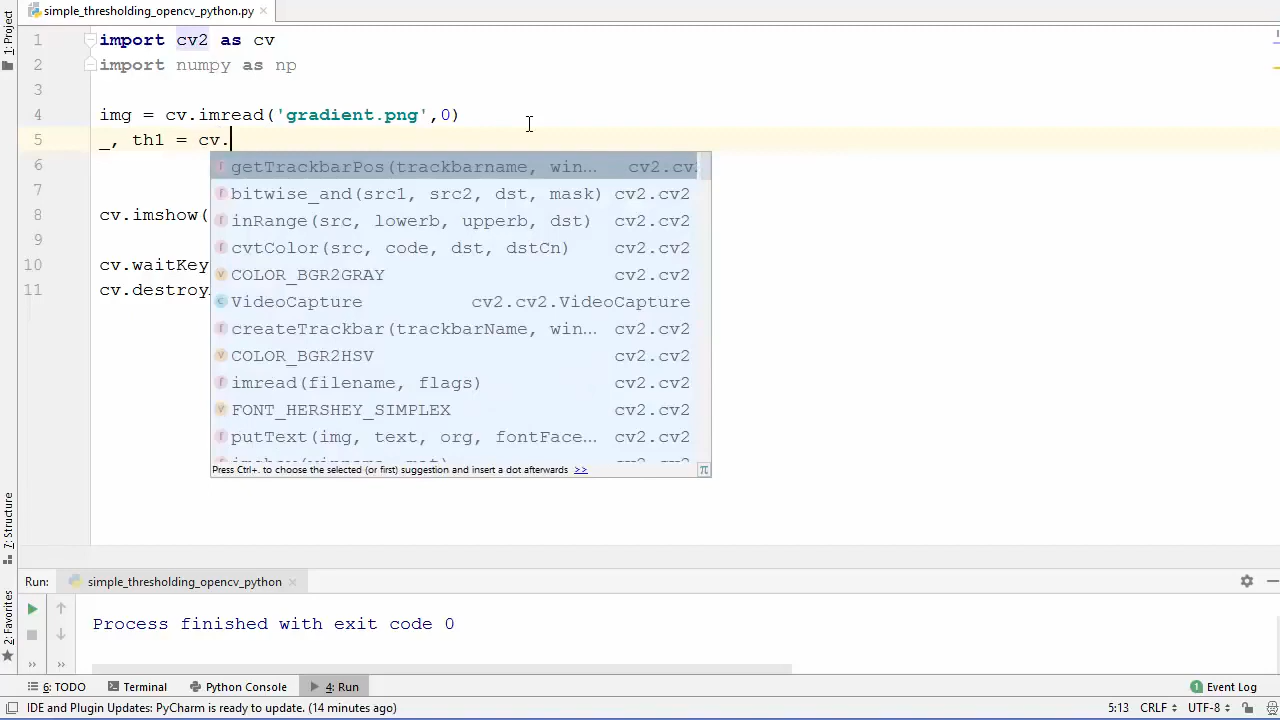 simple_thresholding_opencv_python.py
1: Project
1 import cv2 as cv
2 import numpy as np
3
4 img = cv.imread('gradient.png',0)
5 _, th1 = cv.
6 getTrackbarPos(trackbarname, win... cv2.cv
bitwise_and(src1, src2, dst, mask) cv2.cv2
7
8 cv.imshow( inRange(src, lowerb, upperb, dst) cv2.cv2
9 cvtColor(src, code, dst, dstCn) cv2.cv2
10 cv.waitKey COLOR_BGR2GRAY cv2.cv2
11 cv.destroy VideoCapture cv2.cv2.VideoCapture
createTrackbar(trackbarName, win... cv2.cv2
COLOR_BGR2HSV cv2.cv2
imread(filename, flags) cv2.cv2
FONT_HERSHEY_SIMPLEX cv2.cv2
putText(img, text, org, fontFace... cv2.cv2
Press Ctrl+. to choose the selected (or first) suggestion and insert a dot afterwards >> π
7: Structure
2: Favorites
Run: simple_thresholding_opencv_python
Process finished with exit code 0
6: TODO Terminal Python Console 4: Run 1 Event Log
IDE and Plugin Updates: PyCharm is ready to update. (14 minutes ago) 5:13 CRLF UTF-8